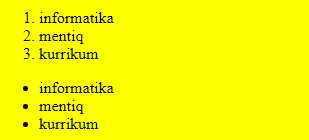 1. informatika
2. mentiq
3. kurrikum
• informatika
• mentiq
• kurrikum